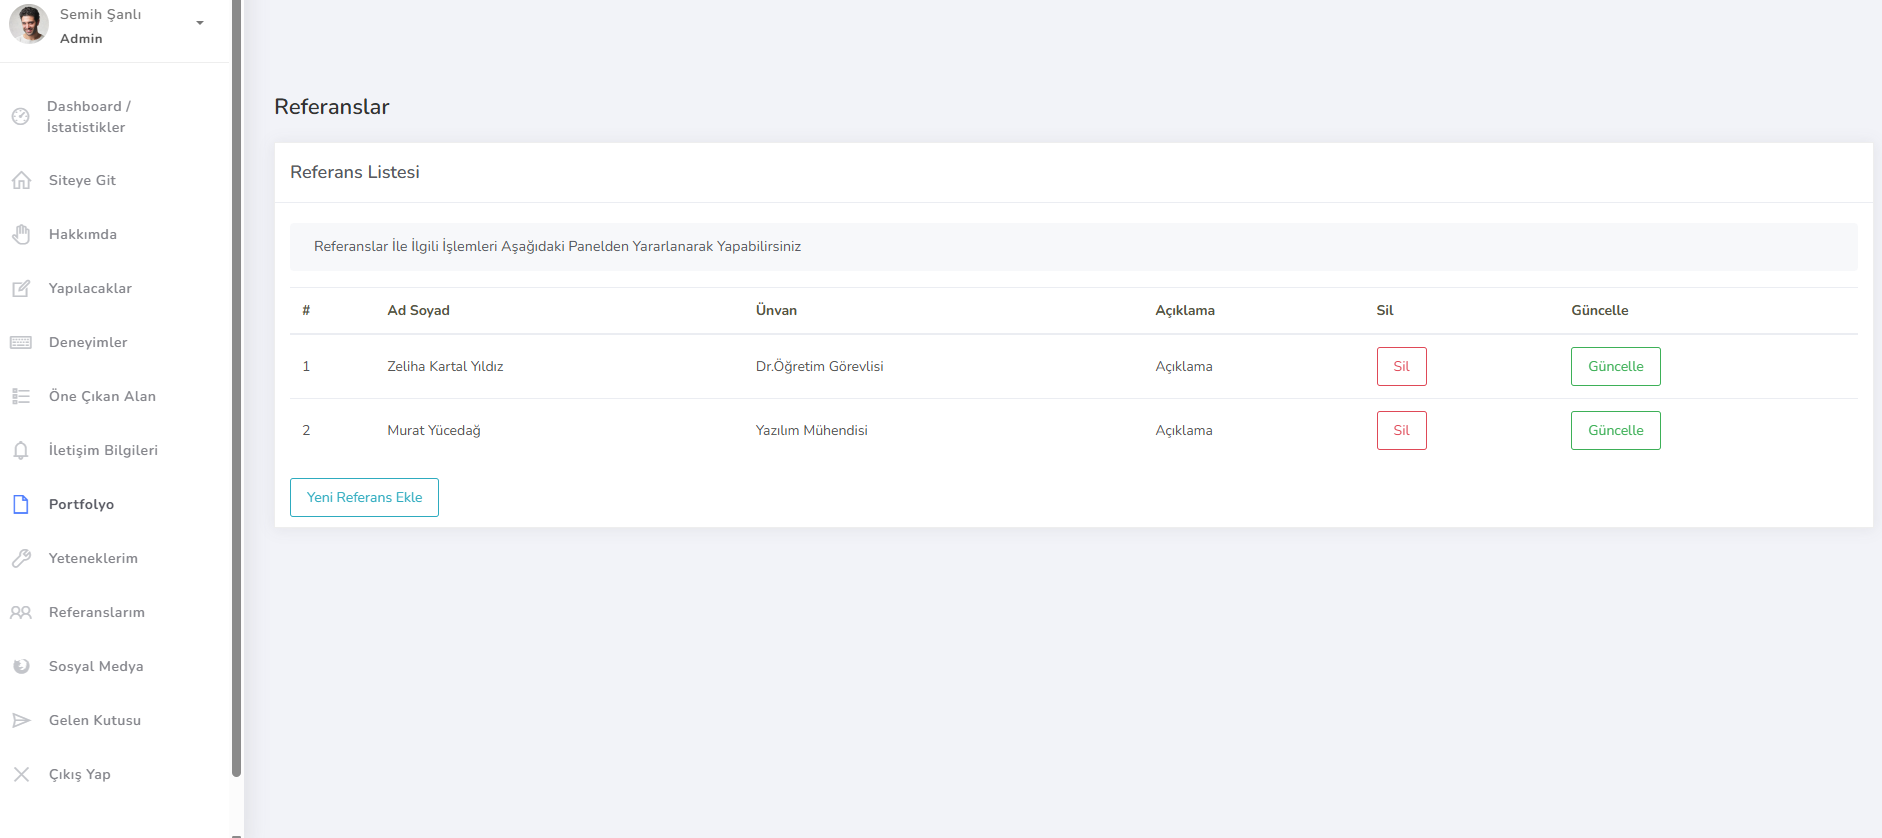 Semih Şanlı
Admin
Dashboard /
İstatistikler
Siteye Git
Hakkımda
Yapılacaklar
Deneyimler
Öne Çıkan Alan
İletişim Bilgileri
Portfolyo
Yeteneklerim
Referanslarım
Sosyal Medya
Gelen Kutusu
Çıkış Yap
Referanslar
Referans Listesi
Referanslar İle İlgili İşlemleri Aşağıdaki Panelden Yararlanarak Yapabilirsiniz
# Ad Soyad Ünvan Açıklama Sil Güncelle
1 Zeliha Kartal Yıldız Dr.Öğretim Görevlisi Açıklama Sil Güncelle
2 Murat Yücedağ Yazılım Mühendisi Açıklama Sil Güncelle
Yeni Referans Ekle